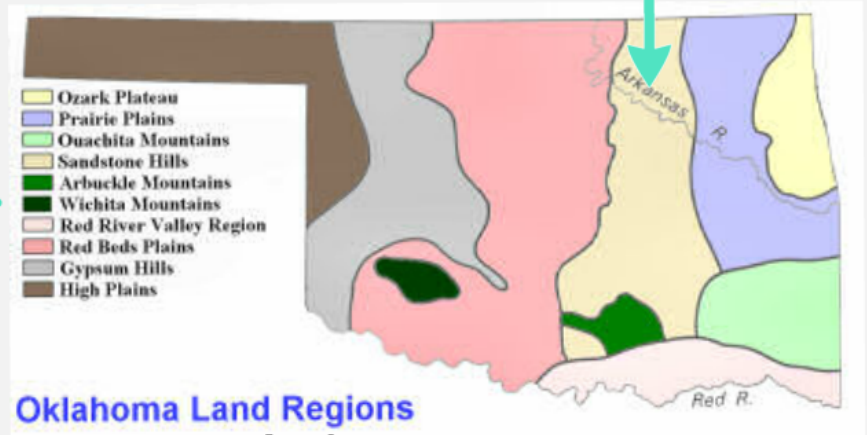 Ozark Plateau
Prairie Plains
Ouachita Mountains
Sandstone Hills
Arbuckle Mountains
Wichita Mountains
Red River Valley Region
Red Beds Plains
Gypsum Hills
High Plains
Arkansas R.
Red R.
Oklahoma Land Regions